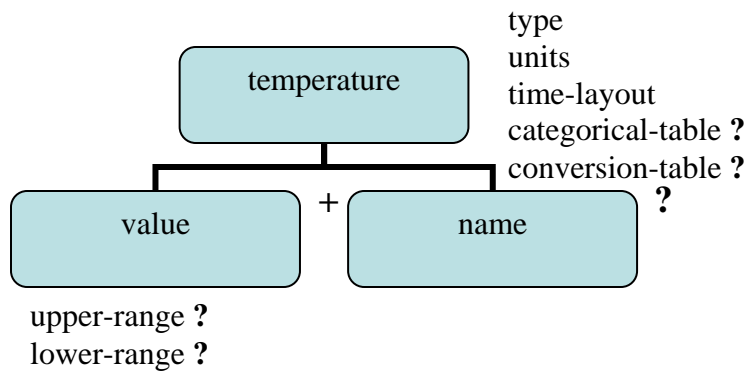 type
units
time-layout
categorical-table ?
conversion-table ?
temperature
value
+
name
?
upper-range ?
lower-range ?